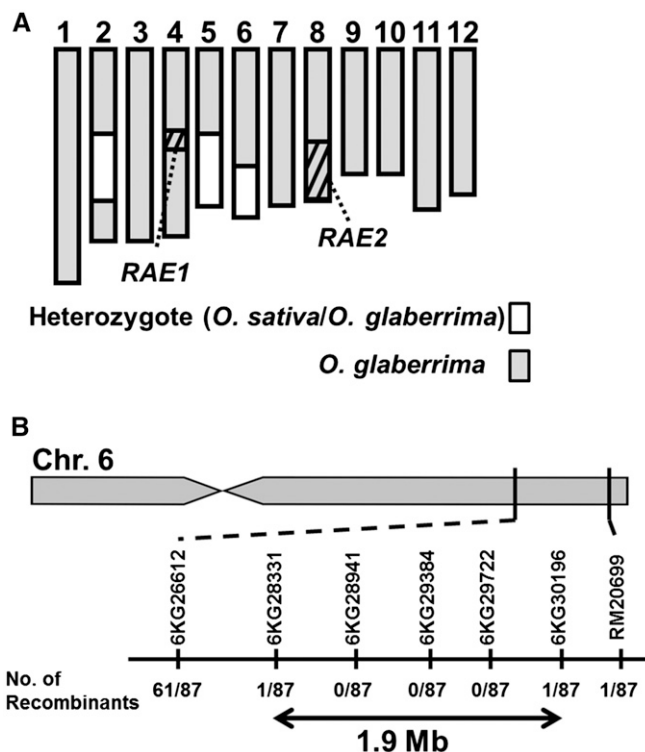 A
1 2 3 4 5 6 7 8 9 10 11 12
RAE1
RAE2
Heterozygote (O. sativa/O. glaberrima)
O. glaberrima
B
Chr. 6
6KG26612
6KG28331
6KG28941
6KG29384
6KG29722
6KG30196
RM20699
No. of
Recombinants
61/87 1/87 0/87 0/87 0/87 1/87 1/87
1.9 Mb